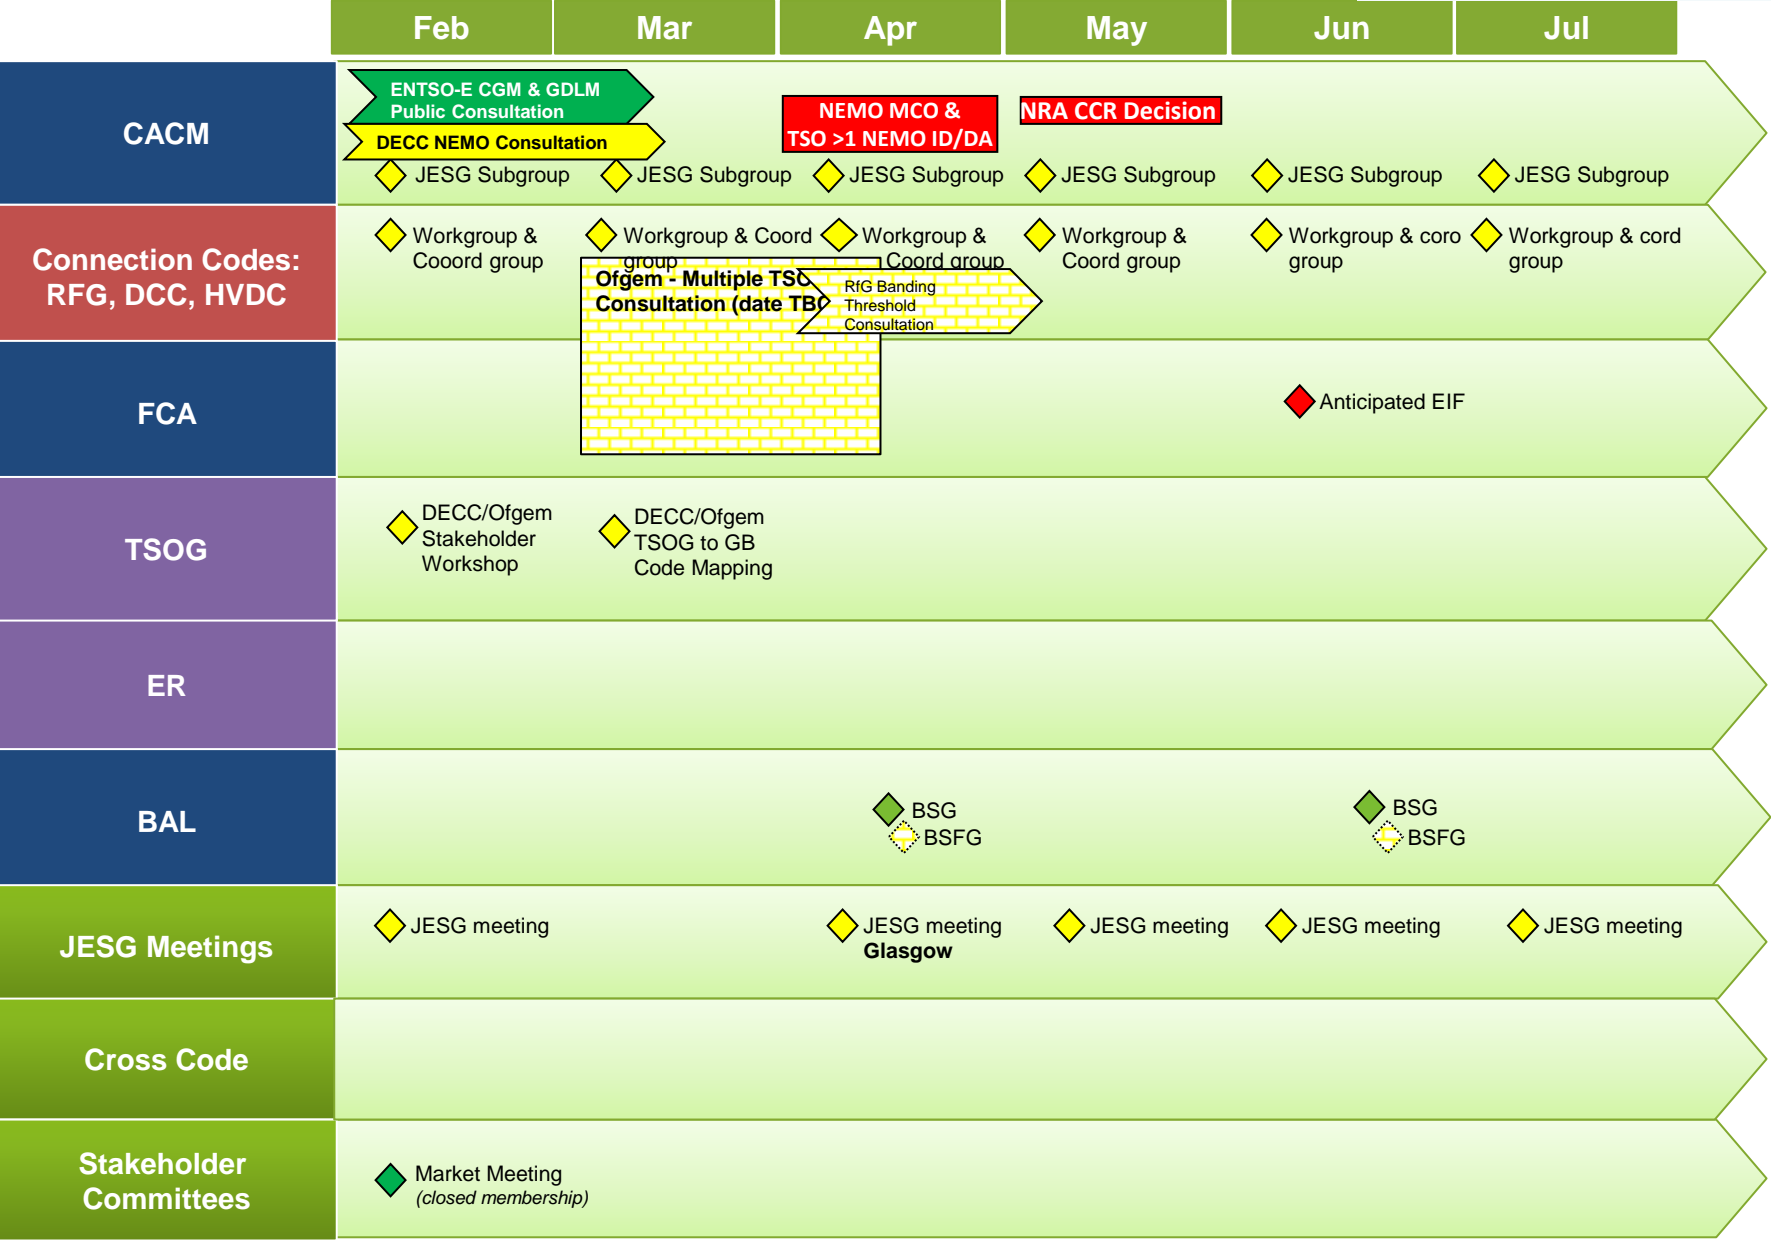 Feb
Mar
Apr
May
Jun
Jul
CACM
ENTSO-E CGM & GDLM
Public Consultation
DECC NEMO Consultation
NEMO MCO &
TSO >1 NEMO ID/DA
NRA CCR Decision
JESG Subgroup
JESG Subgroup
JESG Subgroup
JESG Subgroup
JESG Subgroup
JESG Subgroup
Connection Codes:
RFG, DCC, HVDC
Workgroup &
Cooord group
Workgroup & Coord
group
Workgroup &
Coord group
Workgroup &
Coord group
Workgroup & coro
group
Workgroup & cord
group
Ofgem - Multiple TSO
Consultation (date TBC
RfG Banding
Threshold
Consultation
FCA
Anticipated EIF
TSOG
DECC/Ofgem
Stakeholder
Workshop
DECC/Ofgem
TSOG to GB
Code Mapping
ER
BAL
BSG
BSFG
BSG
BSFG
JESG Meetings
JESG meeting
JESG meeting
Glasgow
JESG meeting
JESG meeting
JESG meeting
Cross Code
Stakeholder
Committees
Market Meeting
(closed membership)